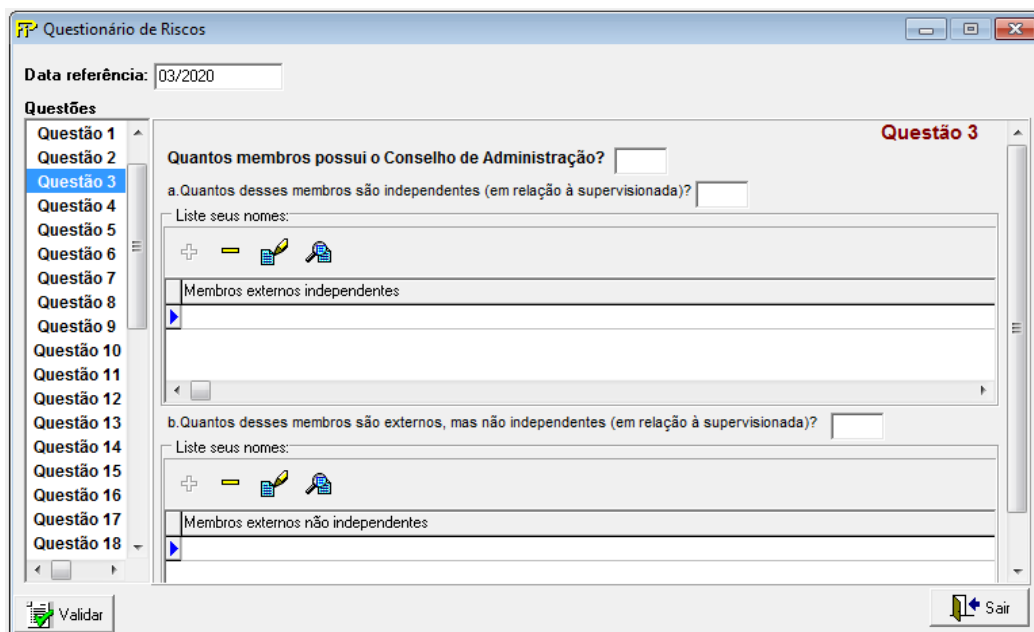 FIP Questionário de Riscos
Data referência: 03/2020
Questões
Questão 1
Questão 2
Questão 3
Questão 4
Questão 5
Questão 6
Questão 7
Questão 8
Questão 9
Questão 10
Questão 11
Questão 12
Questão 13
Questão 14
Questão 15
Questão 16
Questão 17
Questão 18
Questão 3
Quantos membros possui o Conselho de Administração?
a.Quantos desses membros são independentes (em relação à supervisionada)?
Liste seus nomes:
Membros externos independentes
b.Quantos desses membros são externos, mas não independentes (em relação à supervisionada)?
Liste seus nomes:
Membros externos não independentes
Validar
Sair